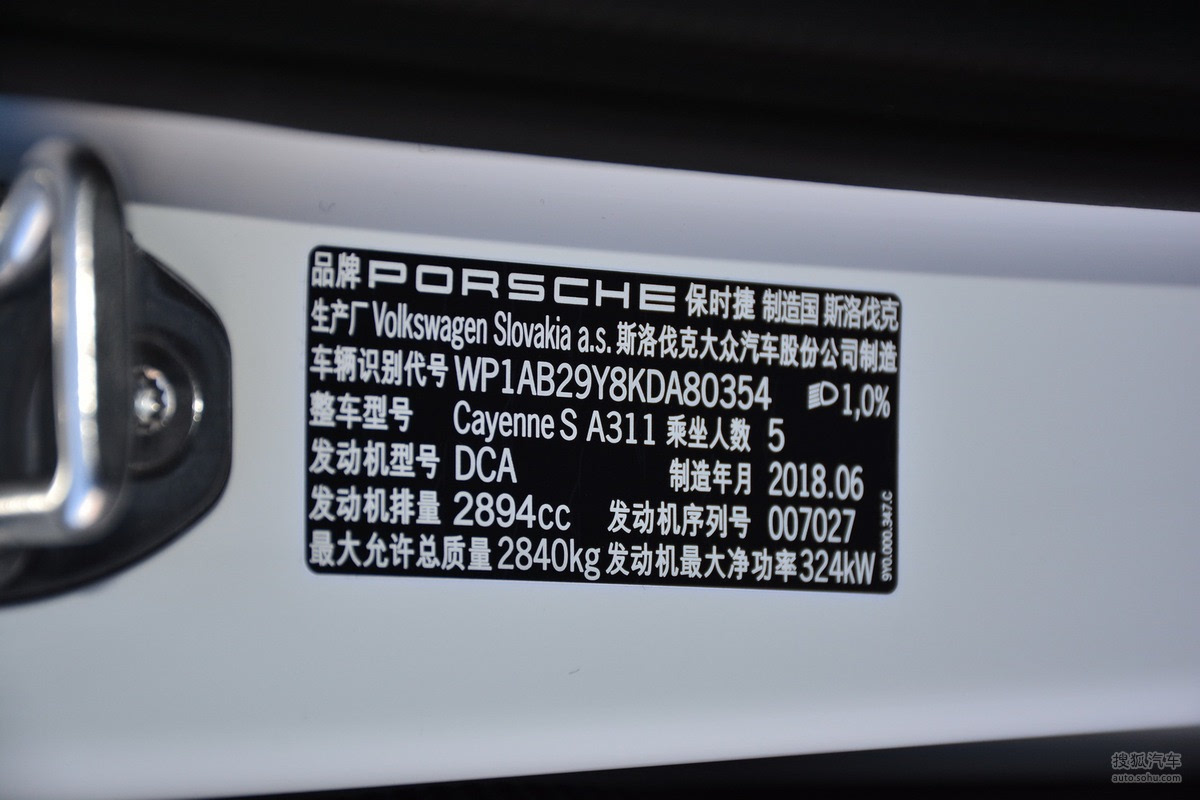 品牌 PORSCHE 保时捷 制造国 斯洛伐克
生产厂 Volkswagen Slovakia a.s. 斯洛伐克大众汽车股份公司制造
车辆识别代号 WP1AB29Y8KDA80354 1,0%
整车型号 Cayenne S A311 乘坐人数 5
发动机型号 DCA 制造年月 2018.06
发动机排量 2894cc 发动机序列号 007027
最大允许总质量 2840kg 发动机最大净功率 324kW
9Y0.000.347.C
搜狐汽车
auto.sohu.com